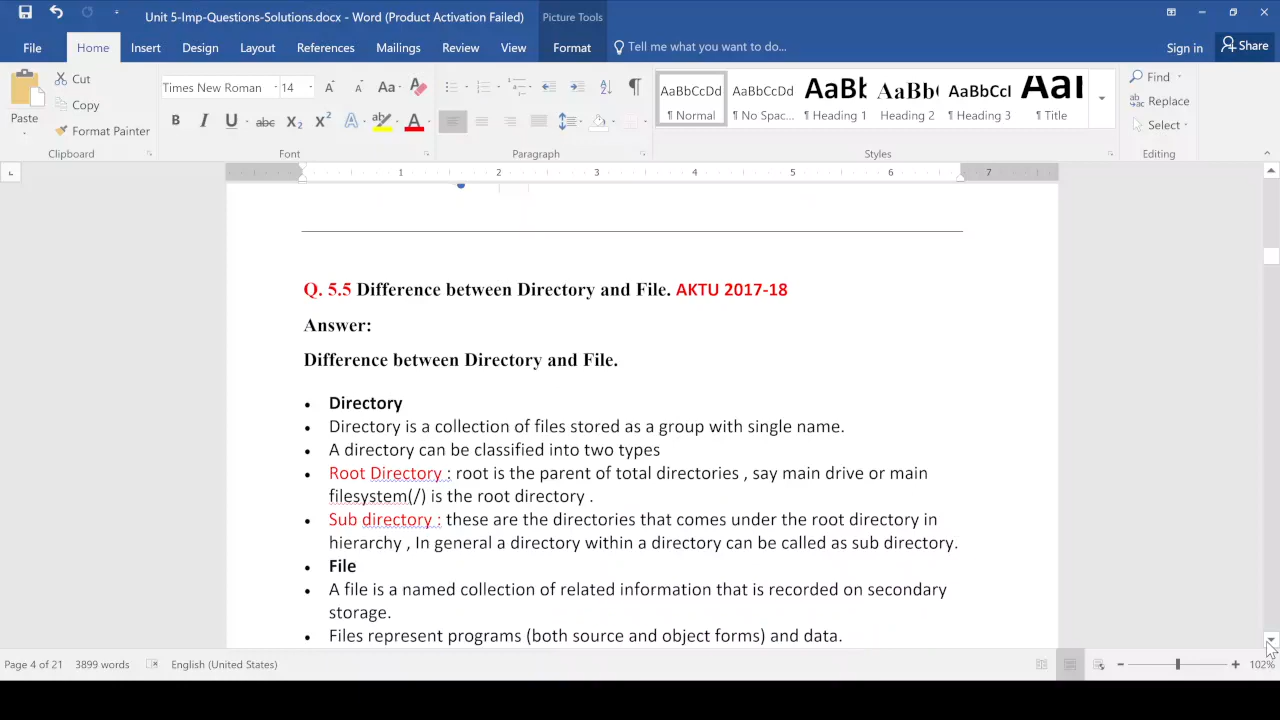 Unit 5-Imp-Questions-Solutions.docx - Word (Product Activation Failed)
Picture Tools
File Home Insert Design Layout References Mailings Review View Format Tell me what you want to do... Sign in Share
Paste
Cut
Copy
Format Painter
Clipboard
Times New Roman 14
Font
Paragraph
AaBbCcDd AaBbCcDd AaBb AaBb( AaBbCcI AaBl
¶ Normal ¶ No Spac... ¶ Heading 1 Heading 2 ¶ Heading 3 ¶ Title
Styles
Find
Replace
Select
Editing
1 2 3 4 5 6 7
Q. 5.5 Difference between Directory and File. AKTU 2017-18
Answer:
Difference between Directory and File.
• Directory
• Directory is a collection of files stored as a group with single name.
• A directory can be classified into two types
• Root Directory : root is the parent of total directories , say main drive or main
filesystem(/) is the root directory .
• Sub directory : these are the directories that comes under the root directory in
hierarchy , In general a directory within a directory can be called as sub directory.
• File
• A file is a named collection of related information that is recorded on secondary
storage.
• Files represent programs (both source and object forms) and data.
Page 4 of 21 3899 words English (United States) 102%